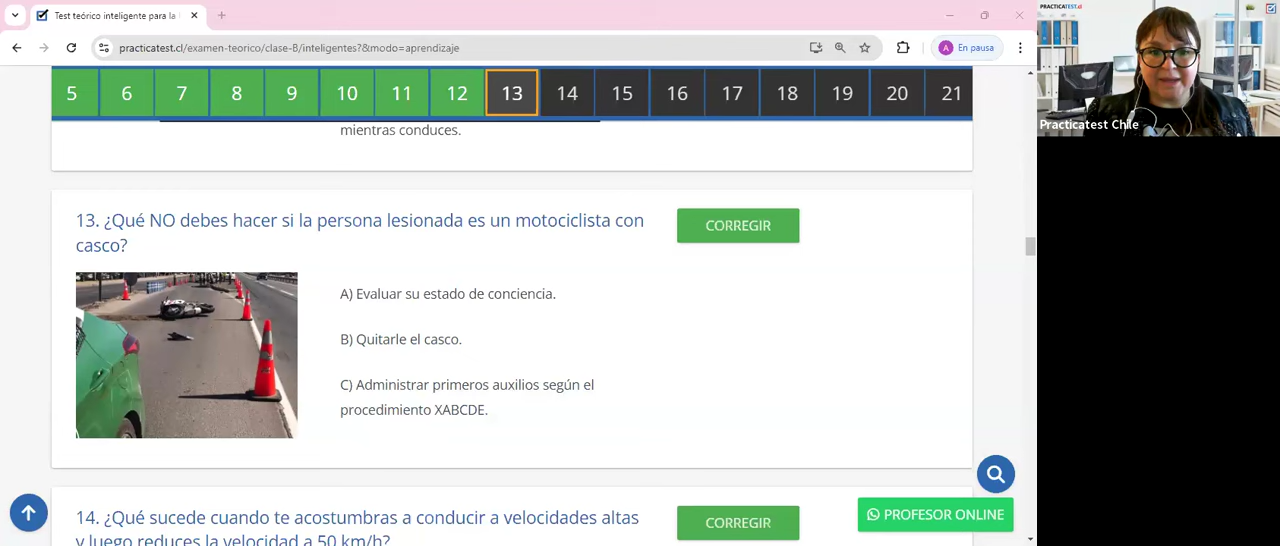 Test teórico inteligente para la
practicatest.cl/examen-teorico/clase-B/inteligentes?&modo=aprendizaje
A
En pausa
5 6 7 8 9 10 11 12 13 14 15 16 17 18 19 20 21
mientras conduces.
13. ¿Qué NO debes hacer si la persona lesionada es un motociclista con
casco?
CORREGIR
A) Evaluar su estado de conciencia.
B) Quitarle el casco.
C) Administrar primeros auxilios según el
procedimiento XABCDE.
14. ¿Qué sucede cuando te acostumbras a conducir a velocidades altas
y luego reduces la velocidad a 50 km/h?
CORREGIR
PROFESOR ONLINE
PRACTICATEST.cl
Practicatest Chile